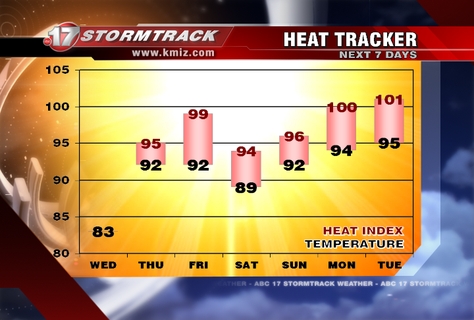 abc 17 STORMTRACK
www.kmiz.com
HEAT TRACKER
NEXT 7 DAYS
105
100
95
90
85
80
95
99
94
96
100
101
92
92
89
92
94
95
83
HEAT INDEX
TEMPERATURE
WED THU FRI SAT SUN MON TUE
WEATHER - ABC 17 STORMTRACK WEATHER - ABC 17 STORMTRACK